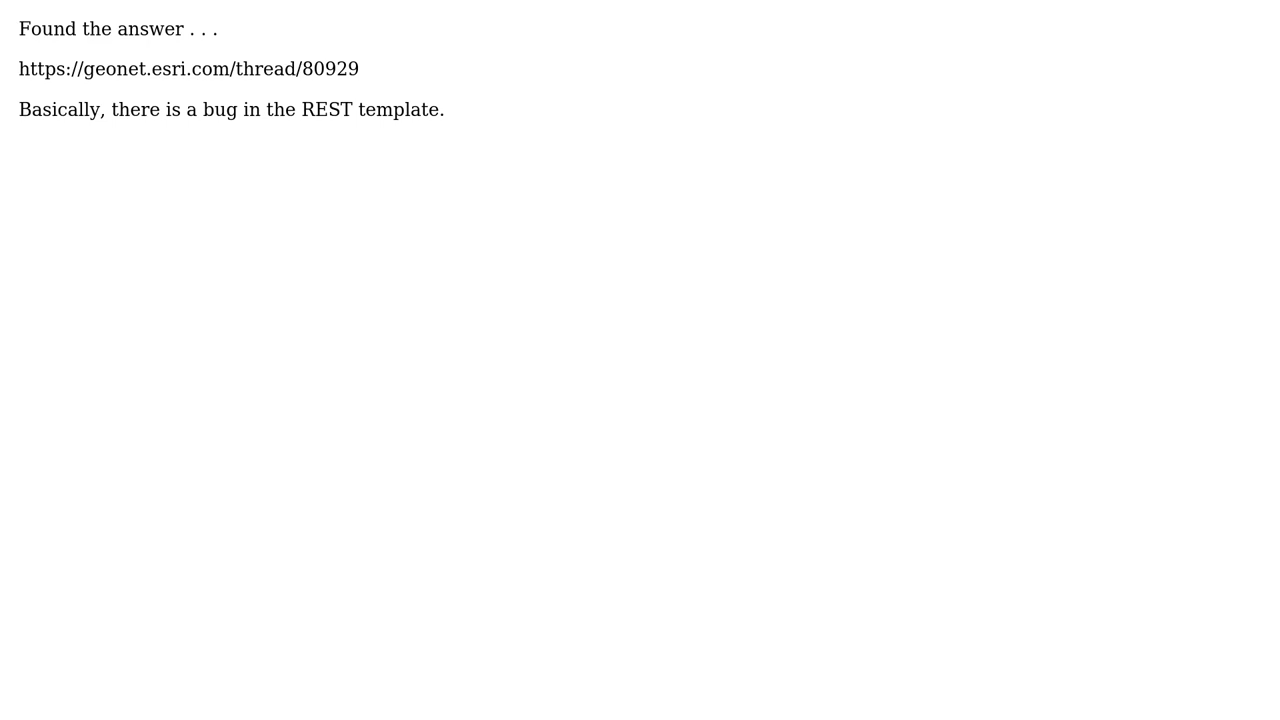 Found the answer . . .
https://geonet.esri.com/thread/80929
Basically, there is a bug in the REST template.